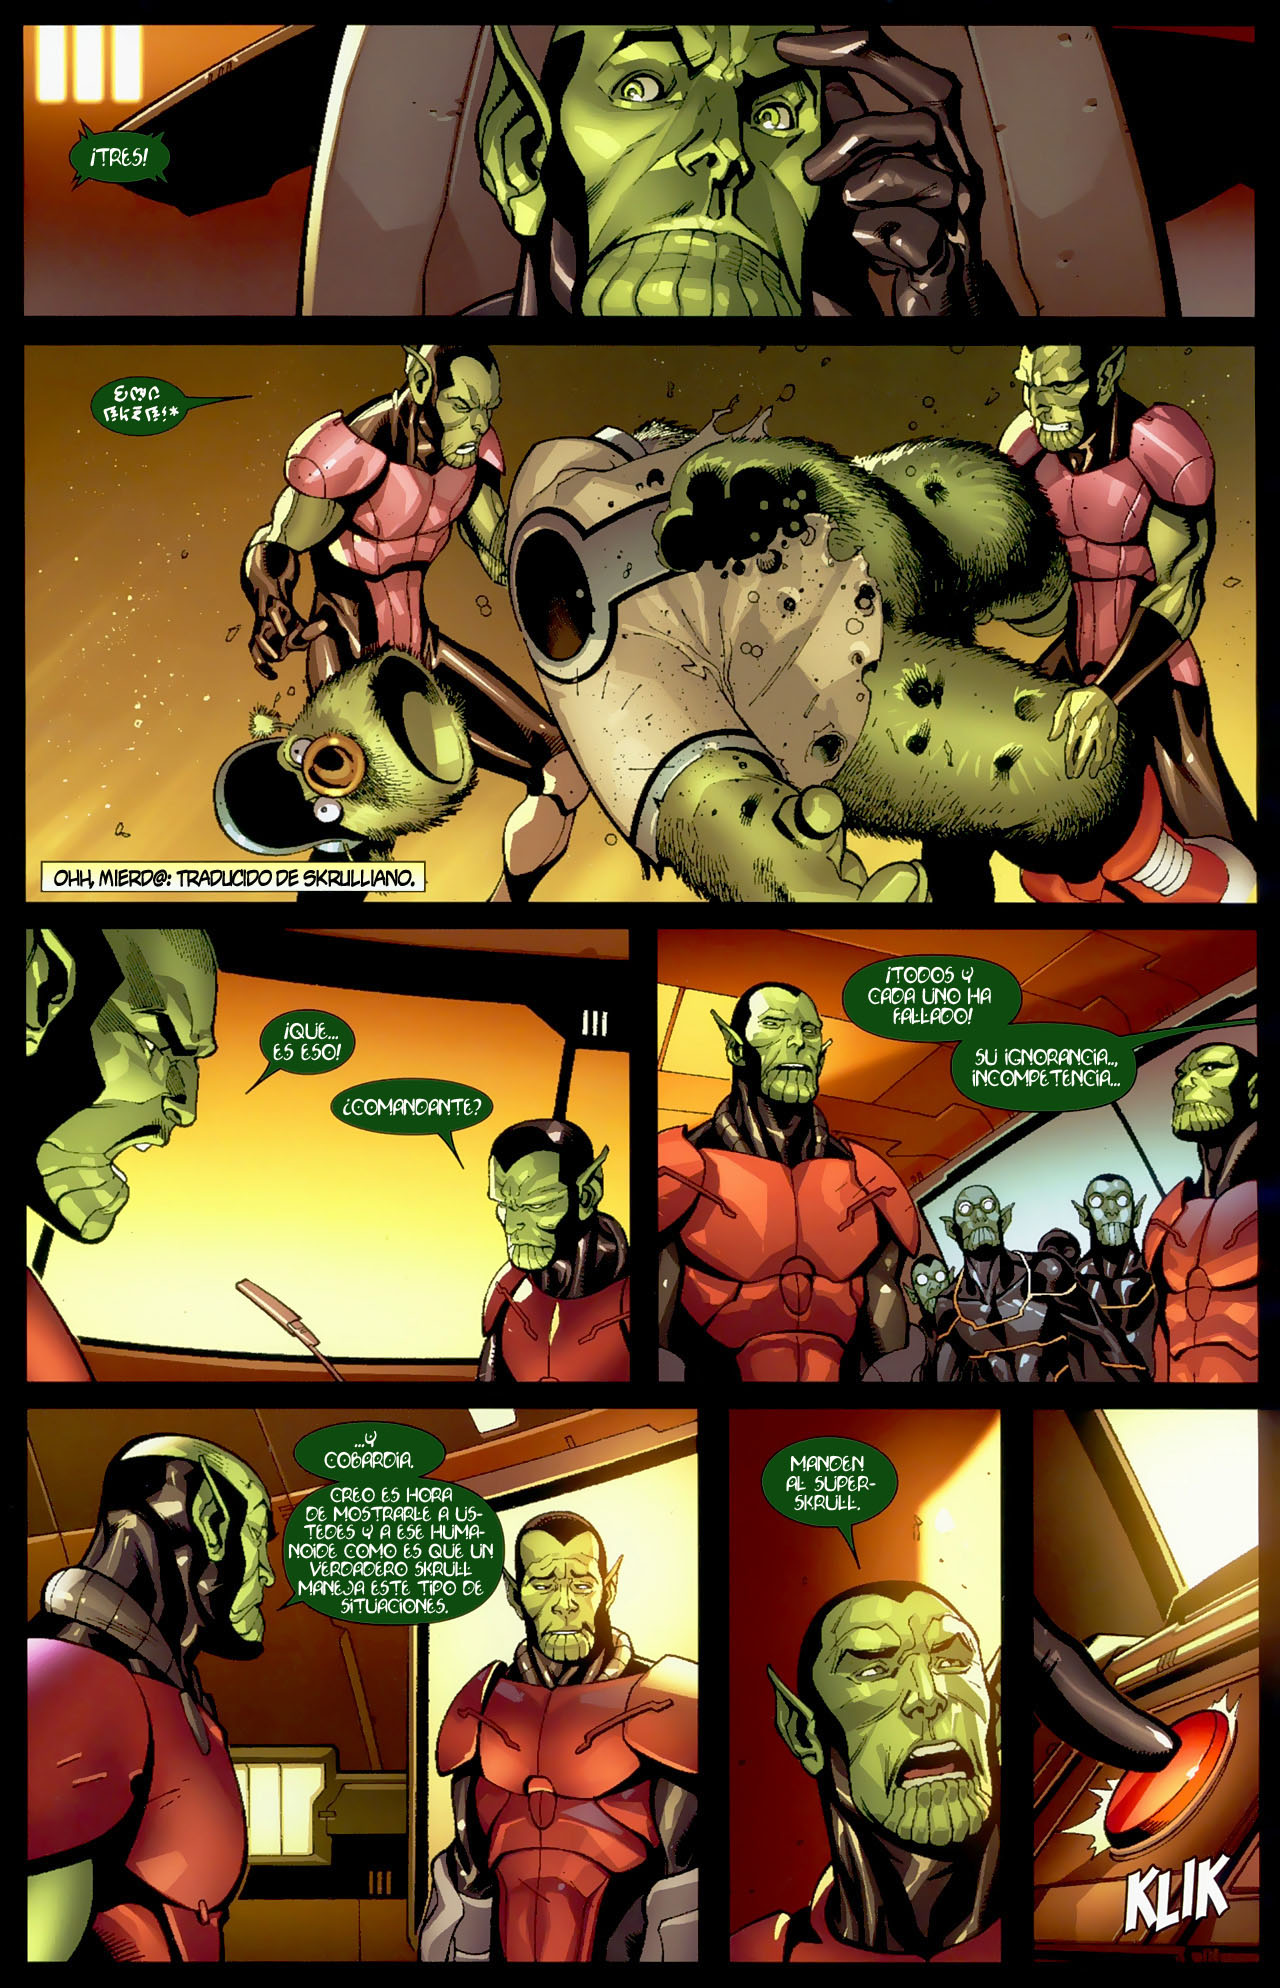 ¡TRES!
OHH, MIERD@: TRADUCIDO DE SKRULLIANO.
¡QUE...
ES ESO!
¿COMANDANTE?
¡TODOS Y
CADA UNO HA
FALLADO!
SU IGNORANCIA..,
INCOMPETENCIA...
...Y
COBARDIA.
CREO ES HORA
DE MOSTRARLE A US-
TEDES Y A ESE HUMA-
NOIDE COMO ES QUE UN
VERDADERO SKRULL
MANEJA ESTE TIPO DE
SITUACIONES.
MANDEN
AL SUPER-
SKRULL.
KLIK